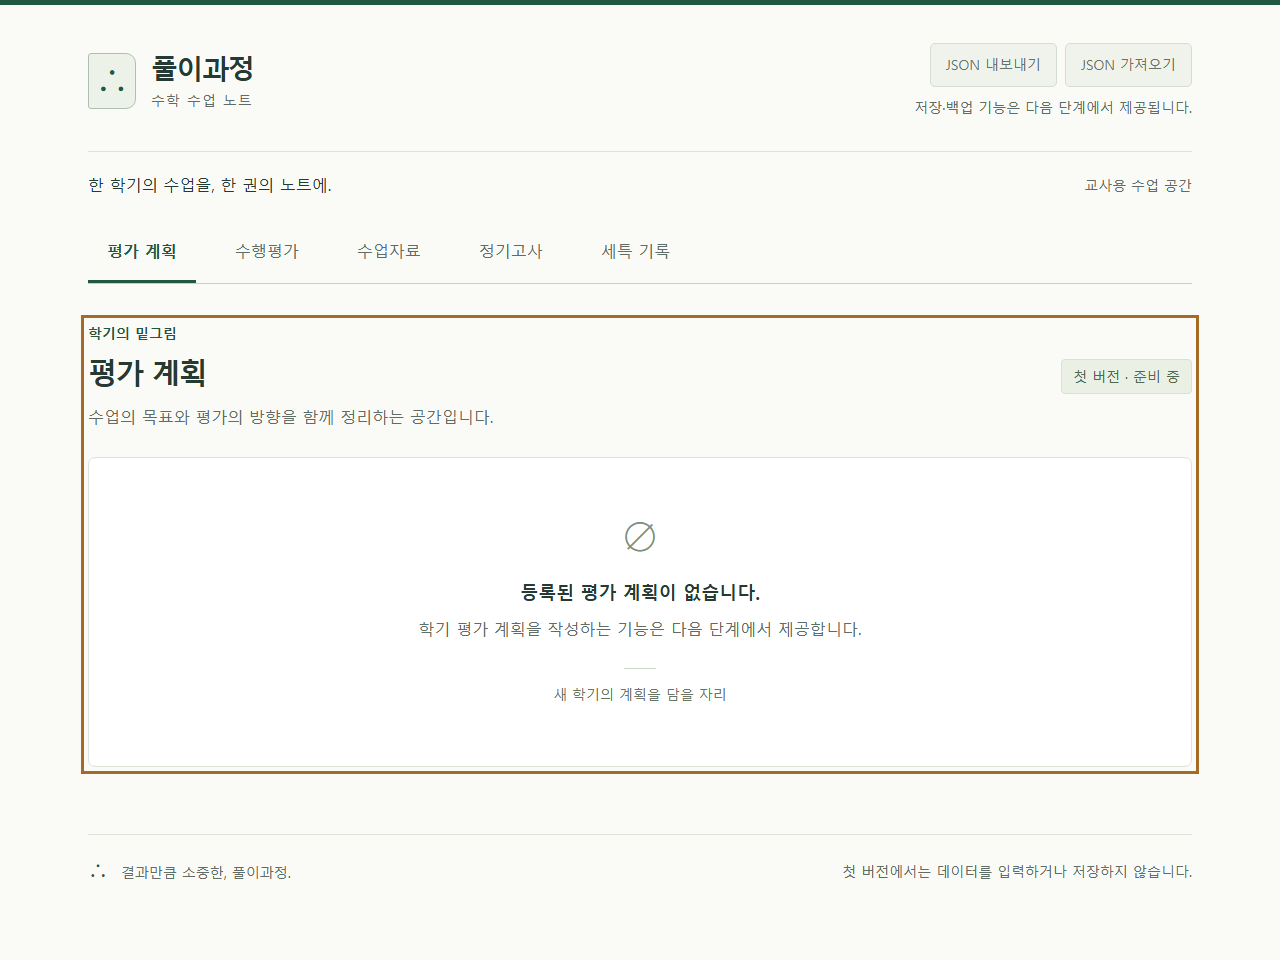 풀이과정
수학 수업 노트
JSON 내보내기
JSON 가져오기
저장·백업 기능은 다음 단계에서 제공됩니다.
한 학기의 수업을, 한 권의 노트에.
교사용 수업 공간
평가 계획
수행평가
수업자료
정기고사
세특 기록
학기의 밑그림
평가 계획
첫 버전 · 준비 중
수업의 목표와 평가의 방향을 함께 정리하는 공간입니다.
등록된 평가 계획이 없습니다.
학기 평가 계획을 작성하는 기능은 다음 단계에서 제공합니다.
새 학기의 계획을 담을 자리
결과만큼 소중한, 풀이과정.
첫 버전에서는 데이터를 입력하거나 저장하지 않습니다.